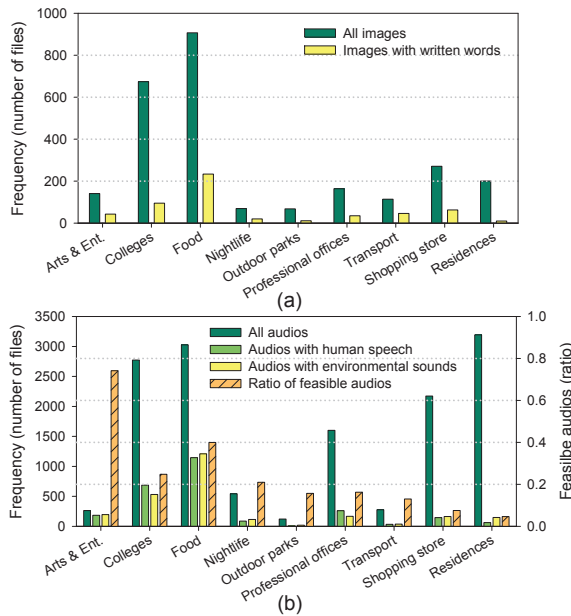 1000
800
600
400
200
0
Frequency (number of files)
All images
Images with written words
Arts & Ent.
Colleges
Food
Nightlife
Outdoor parks
Professional offices
Transport
Shopping store
Residences
(a)
3500
3000
2500
2000
1500
1000
500
0
Frequency (number of files)
All audios
Audios with human speech
Audios with environmental sounds
Ratio of feasible audios
1.0
0.8
0.6
0.4
0.2
0.0
Feasilbe audios (ratio)
Arts & Ent.
Colleges
Food
Nightlife
Outdoor parks
Professional offices
Transport
Shopping store
Residences
(b)